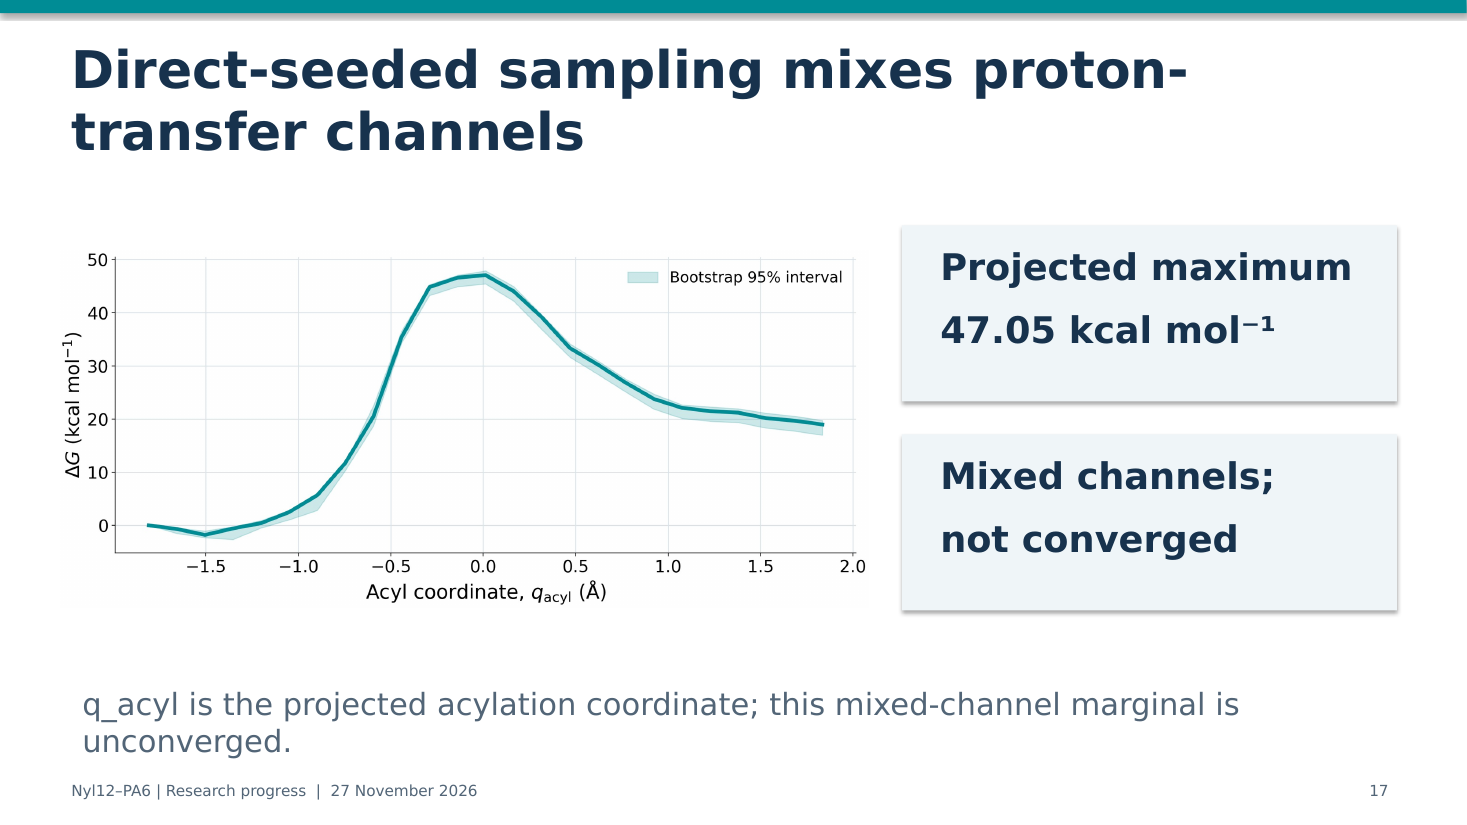 Direct-seeded sampling mixes proton-
transfer channels
50
40
30
20
10
0
ΔG (kcal mol⁻¹)
Bootstrap 95% interval
−1.5 −1.0 −0.5 0.0 0.5 1.0 1.5 2.0
Acyl coordinate, q_acyl (Å)
Projected maximum
47.05 kcal mol⁻¹
Mixed channels;
not converged
q_acyl is the projected acylation coordinate; this mixed-channel marginal is
unconverged.
Nyl12–PA6 | Research progress | 27 November 2026
17